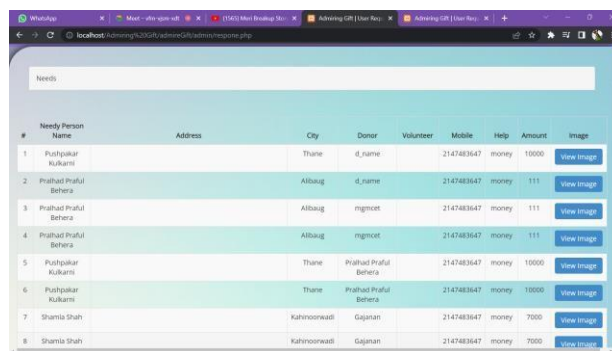 WhatsApp
Meet - vfin-xjom-xdt
(1565) Meri Breakup Stor
Admiring Gift | User Requ
Admiring Gift | User Requ
localhost/Admiring%20Gift/admireGift/admin/respone.php
Needs
# Needy Person Name Address City Donor Volunteer Mobile Help Amount Image
1 Pushpakar Kulkarni Thane d_name 2147483647 money 10000 View Image
2 Pralhad Praful Behera Alibaug d_name 2147483647 money 111 View Image
3 Pralhad Praful Behera Alibaug mgmcet 2147483647 money 111 View Image
4 Pralhad Praful Behera Alibaug mgmcet 2147483647 money 111 View Image
5 Pushpakar Kulkarni Thane Pralhad Praful Behera 2147483647 money 10000 View Image
6 Pushpakar Kulkarni Thane Pralhad Praful Behera 2147483647 money 10000 View Image
7 Shamla Shah Kahinoorwadi Gajanan 2147483647 money 7000 View Image
8 Shamla Shah Kahinoorwadi Gajanan 2147483647 money 7000 View Image